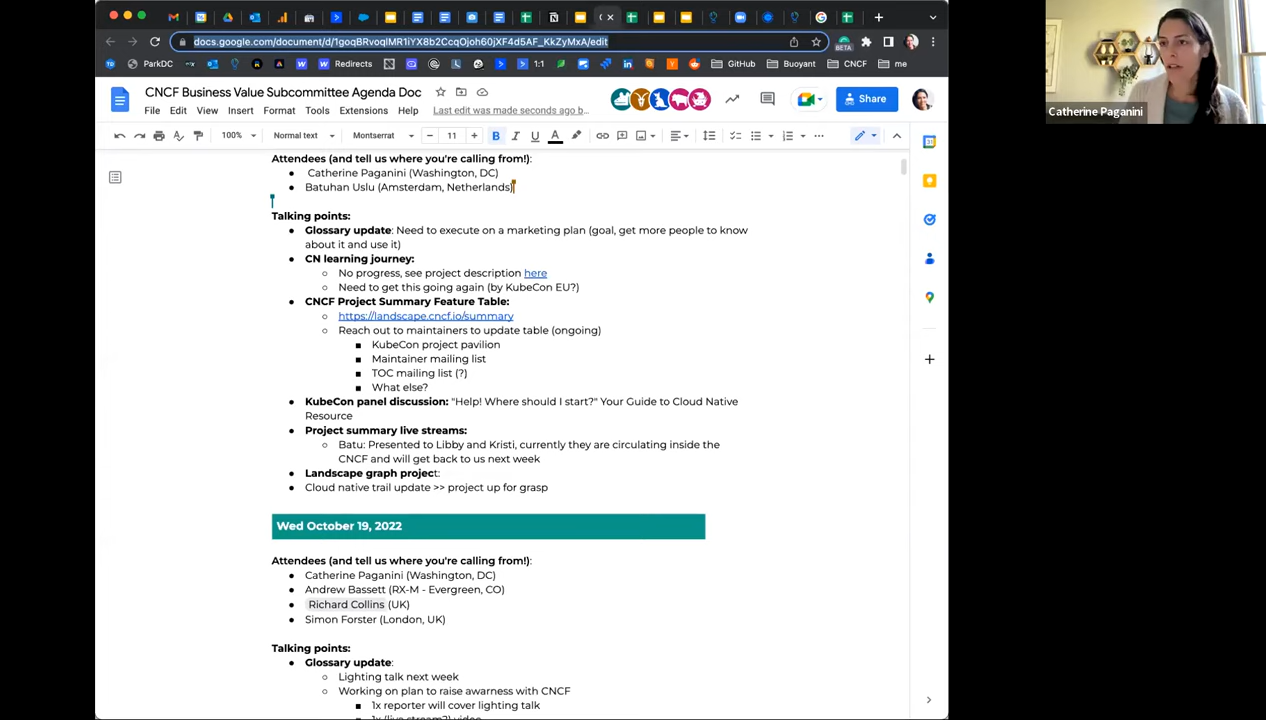 docs.google.com/document/d/1goqBRvoqlMR1iYX8b2CcqOjoh60jXF4d5AF_KkZyMxA/edit
BETA
ParkDC
Redirects
1:1
GitHub
Buoyant
CNCF
me
CNCF Business Value Subcommittee Agenda Doc
File Edit View Insert Format Tools Extensions Help Last edit was made seconds ago b...
Share
100% Normal text Montserrat 11
Attendees (and tell us where you're calling from!):
Catherine Paganini (Washington, DC)
Batuhan Uslu (Amsterdam, Netherlands)
Talking points:
Glossary update: Need to execute on a marketing plan (goal, get more people to know
about it and use it)
CN learning journey:
No progress, see project description here
Need to get this going again (by KubeCon EU?)
CNCF Project Summary Feature Table:
https://landscape.cncf.io/summary
Reach out to maintainers to update table (ongoing)
KubeCon project pavilion
Maintainer mailing list
TOC mailing list (?)
What else?
KubeCon panel discussion: "Help! Where should I start?" Your Guide to Cloud Native
Resource
Project summary live streams:
Batu: Presented to Libby and Kristi, currently they are circulating inside the
CNCF and will get back to us next week
Landscape graph project:
Cloud native trail update >> project up for grasp
Wed October 19, 2022
Attendees (and tell us where you're calling from!):
Catherine Paganini (Washington, DC)
Andrew Bassett (RX-M - Evergreen, CO)
Richard Collins (UK)
Simon Forster (London, UK)
Talking points:
Glossary update:
Lighting talk next week
Working on plan to raise awarness with CNCF
1x reporter will cover lighting talk
1x (live stream?) video
Catherine Paganini